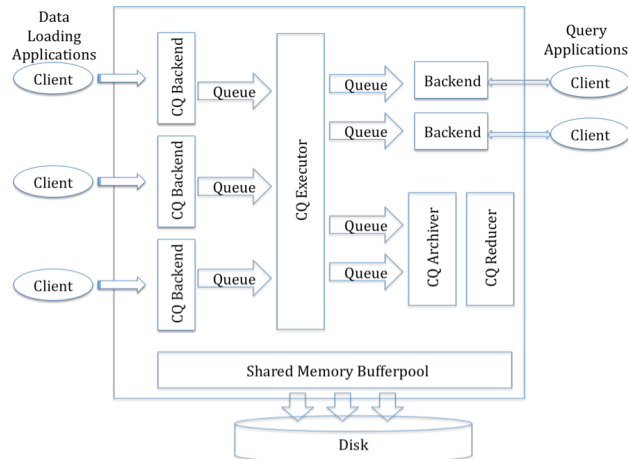 Data
Loading
Applications
Client
Client
Client
CQ Backend
CQ Backend
CQ Backend
Queue
Queue
Queue
CQ Executor
Queue
Queue
Queue
Queue
Backend
Backend
CQ Archiver
CQ Reducer
Query
Applications
Client
Client
Shared Memory Bufferpool
Disk